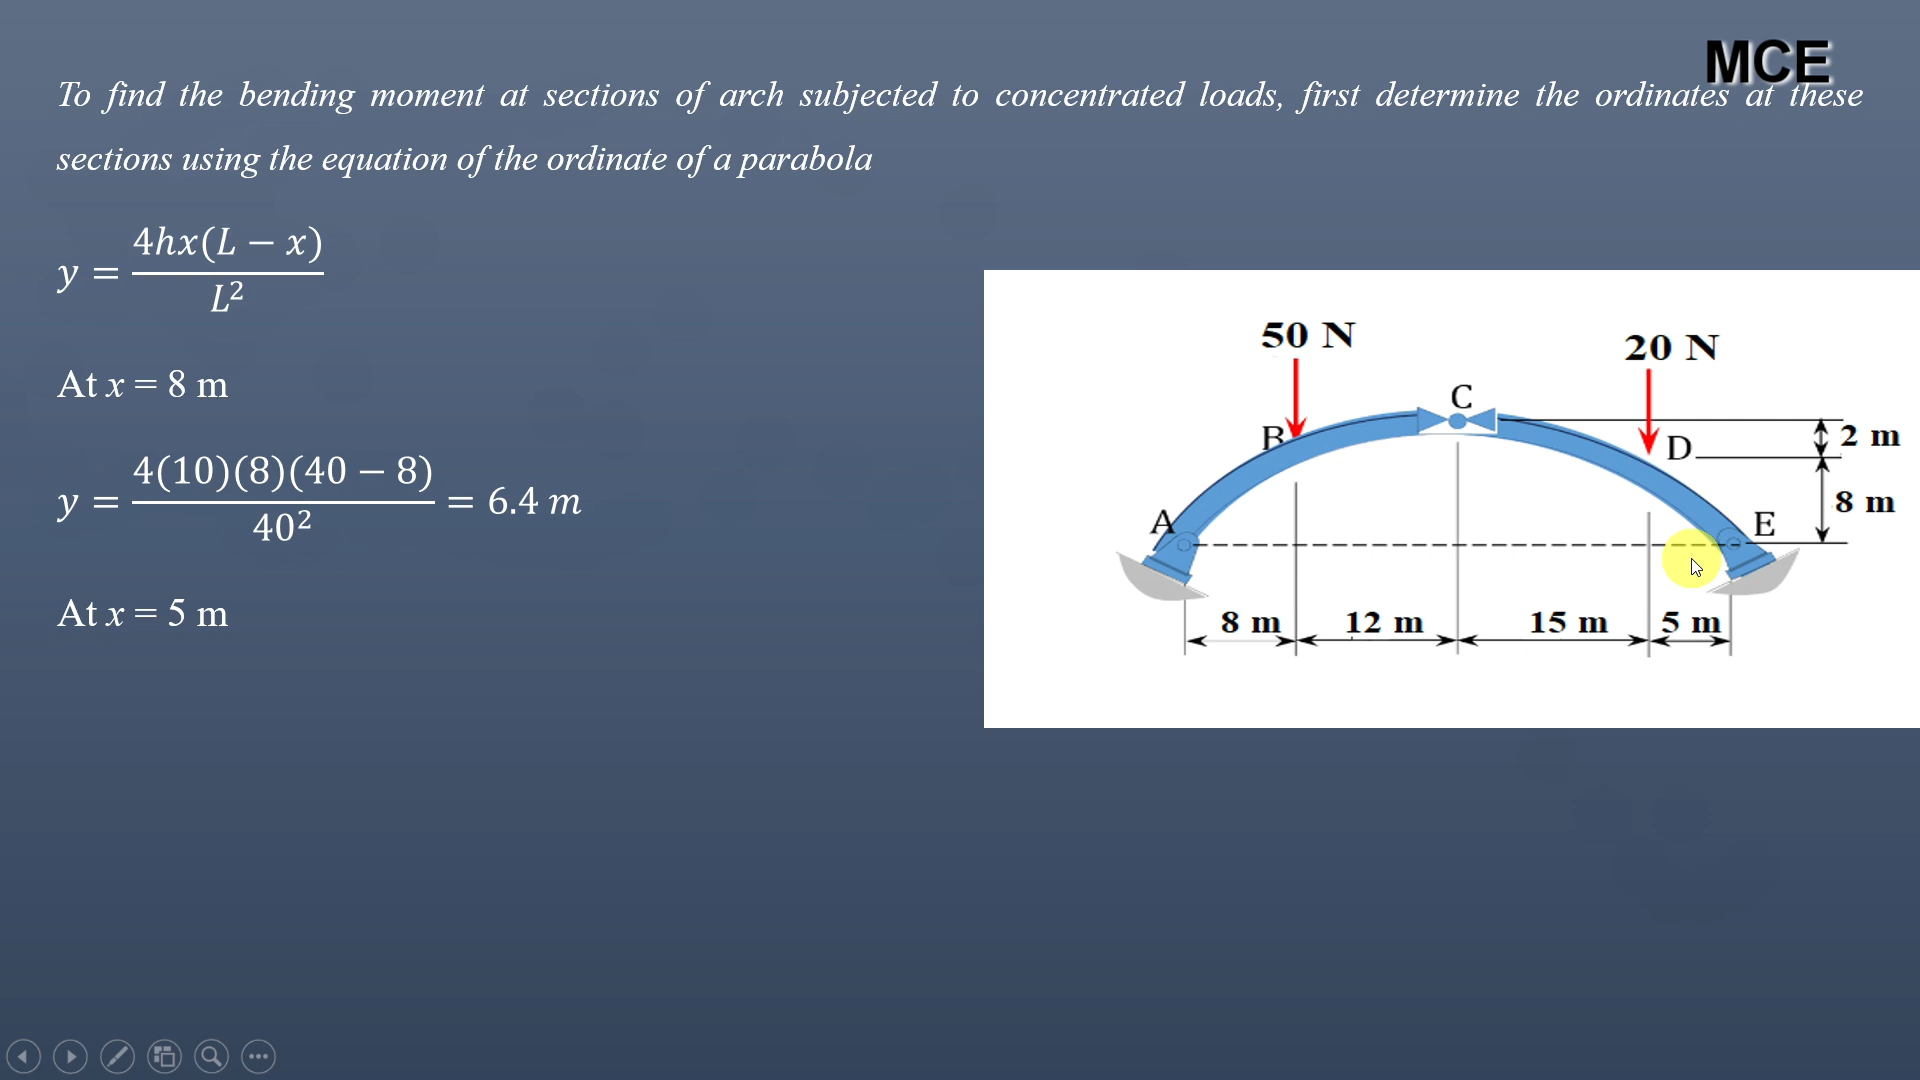 MCE
To find the bending moment at sections of arch subjected to concentrated loads, first determine the ordinates at these
sections using the equation of the ordinate of a parabola
y = 4hx(L − x) / L²
At x = 8 m
y = 4(10)(8)(40 − 8) / 40² = 6.4 m
At x = 5 m
50 N
20 N
C
B
D
2 m
A
E
8 m
8 m
12 m
15 m
5 m